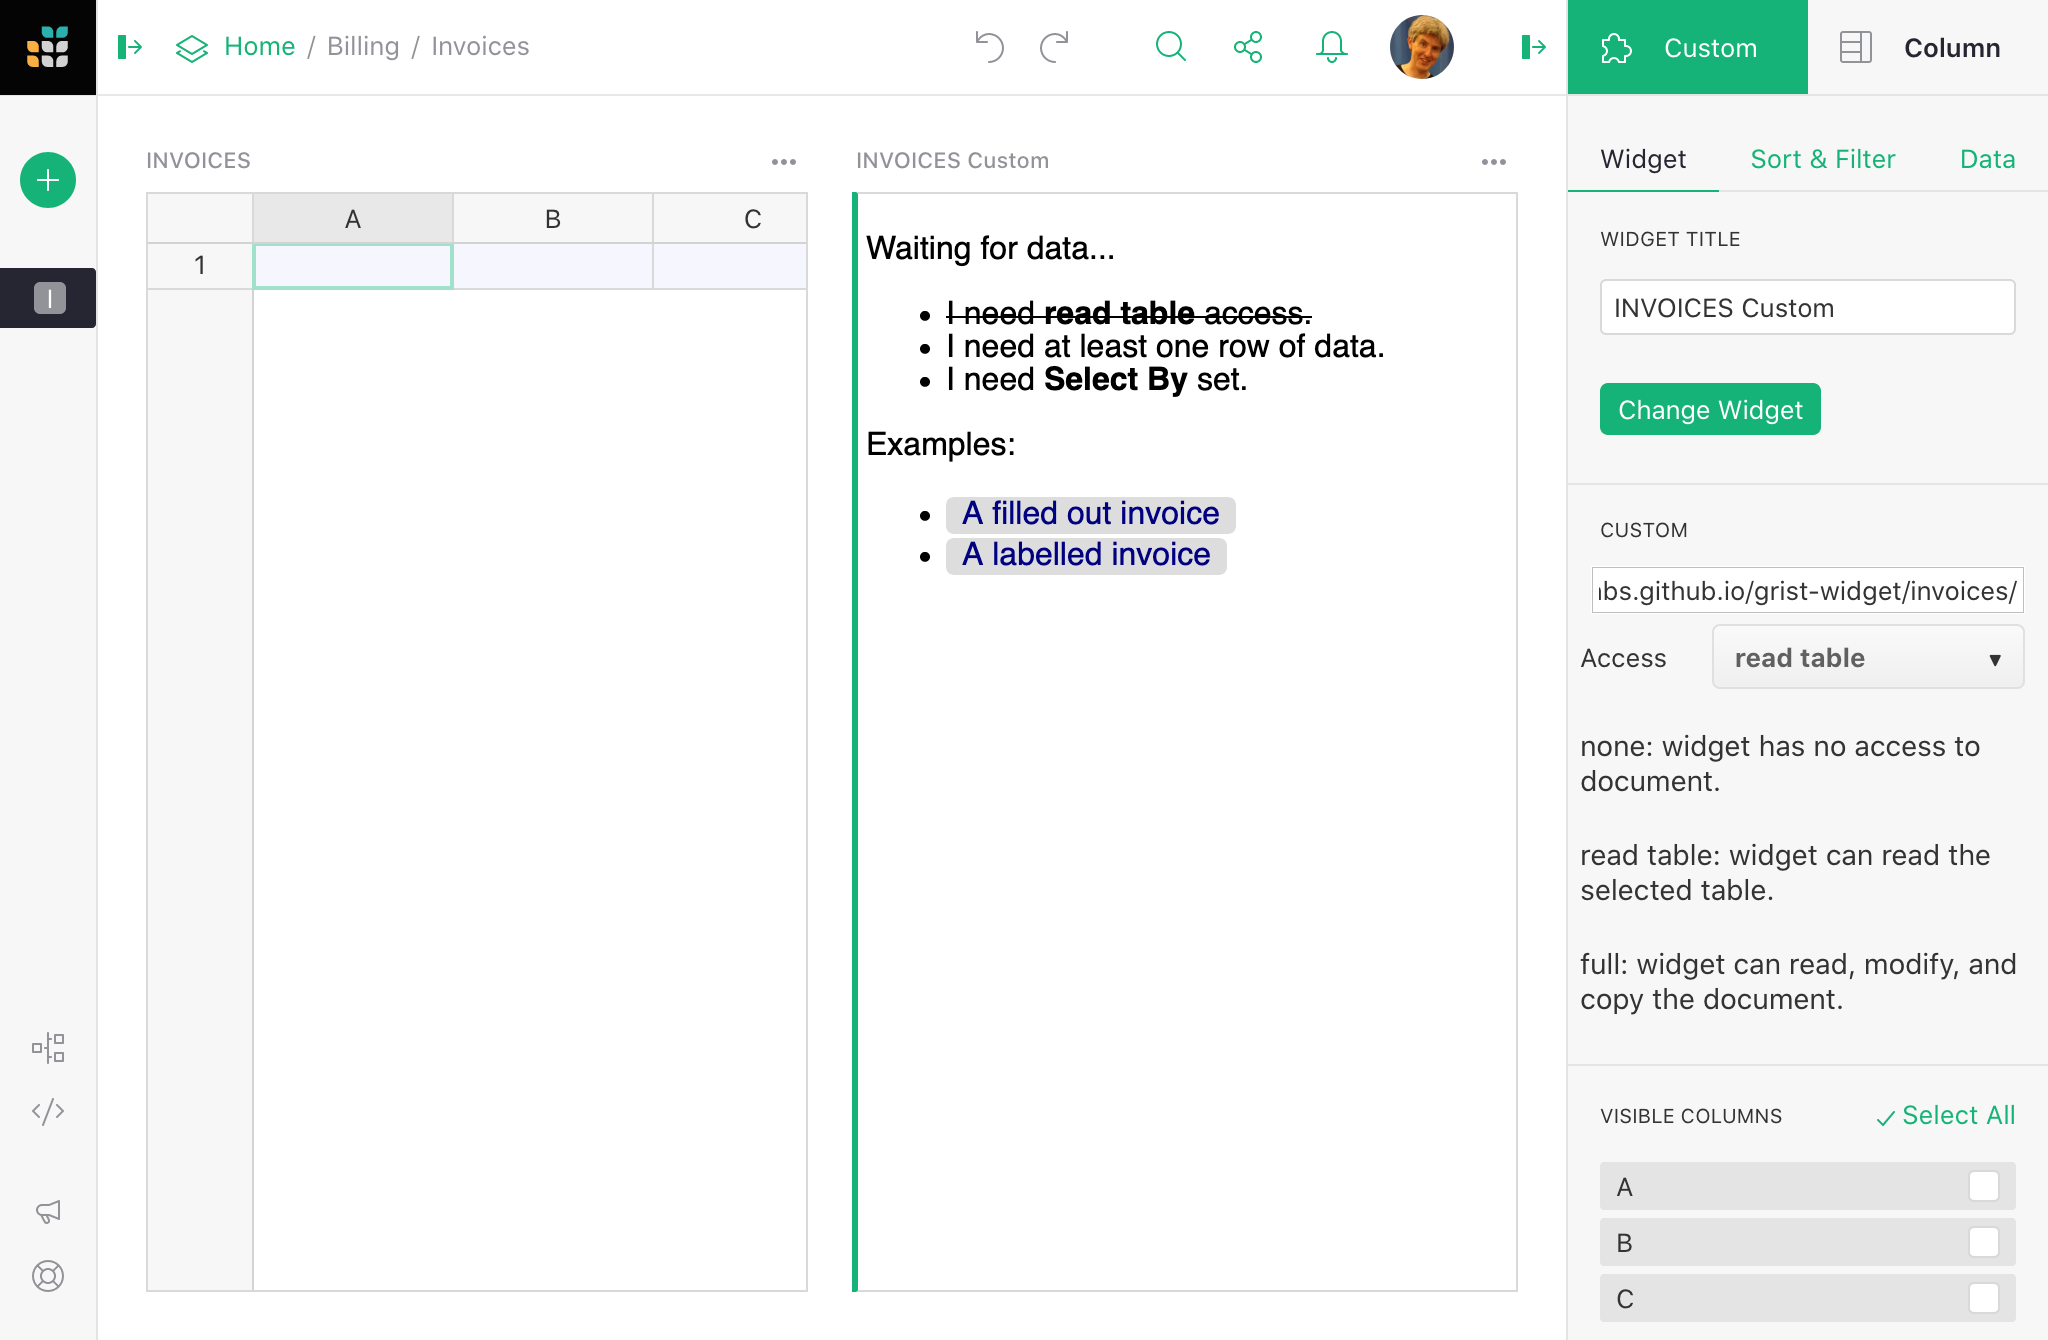 Home / Billing / Invoices
Custom
Column
INVOICES
A B C
1
I
INVOICES Custom
Waiting for data...
I need read table access.
I need at least one row of data.
I need Select By set.
Examples:
A filled out invoice
A labelled invoice
Widget
Sort & Filter
Data
WIDGET TITLE
INVOICES Custom
Change Widget
CUSTOM
bs.github.io/grist-widget/invoices/
Access
read table
none: widget has no access to
document.
read table: widget can read the
selected table.
full: widget can read, modify, and
copy the document.
VISIBLE COLUMNS
Select All
A
B
C